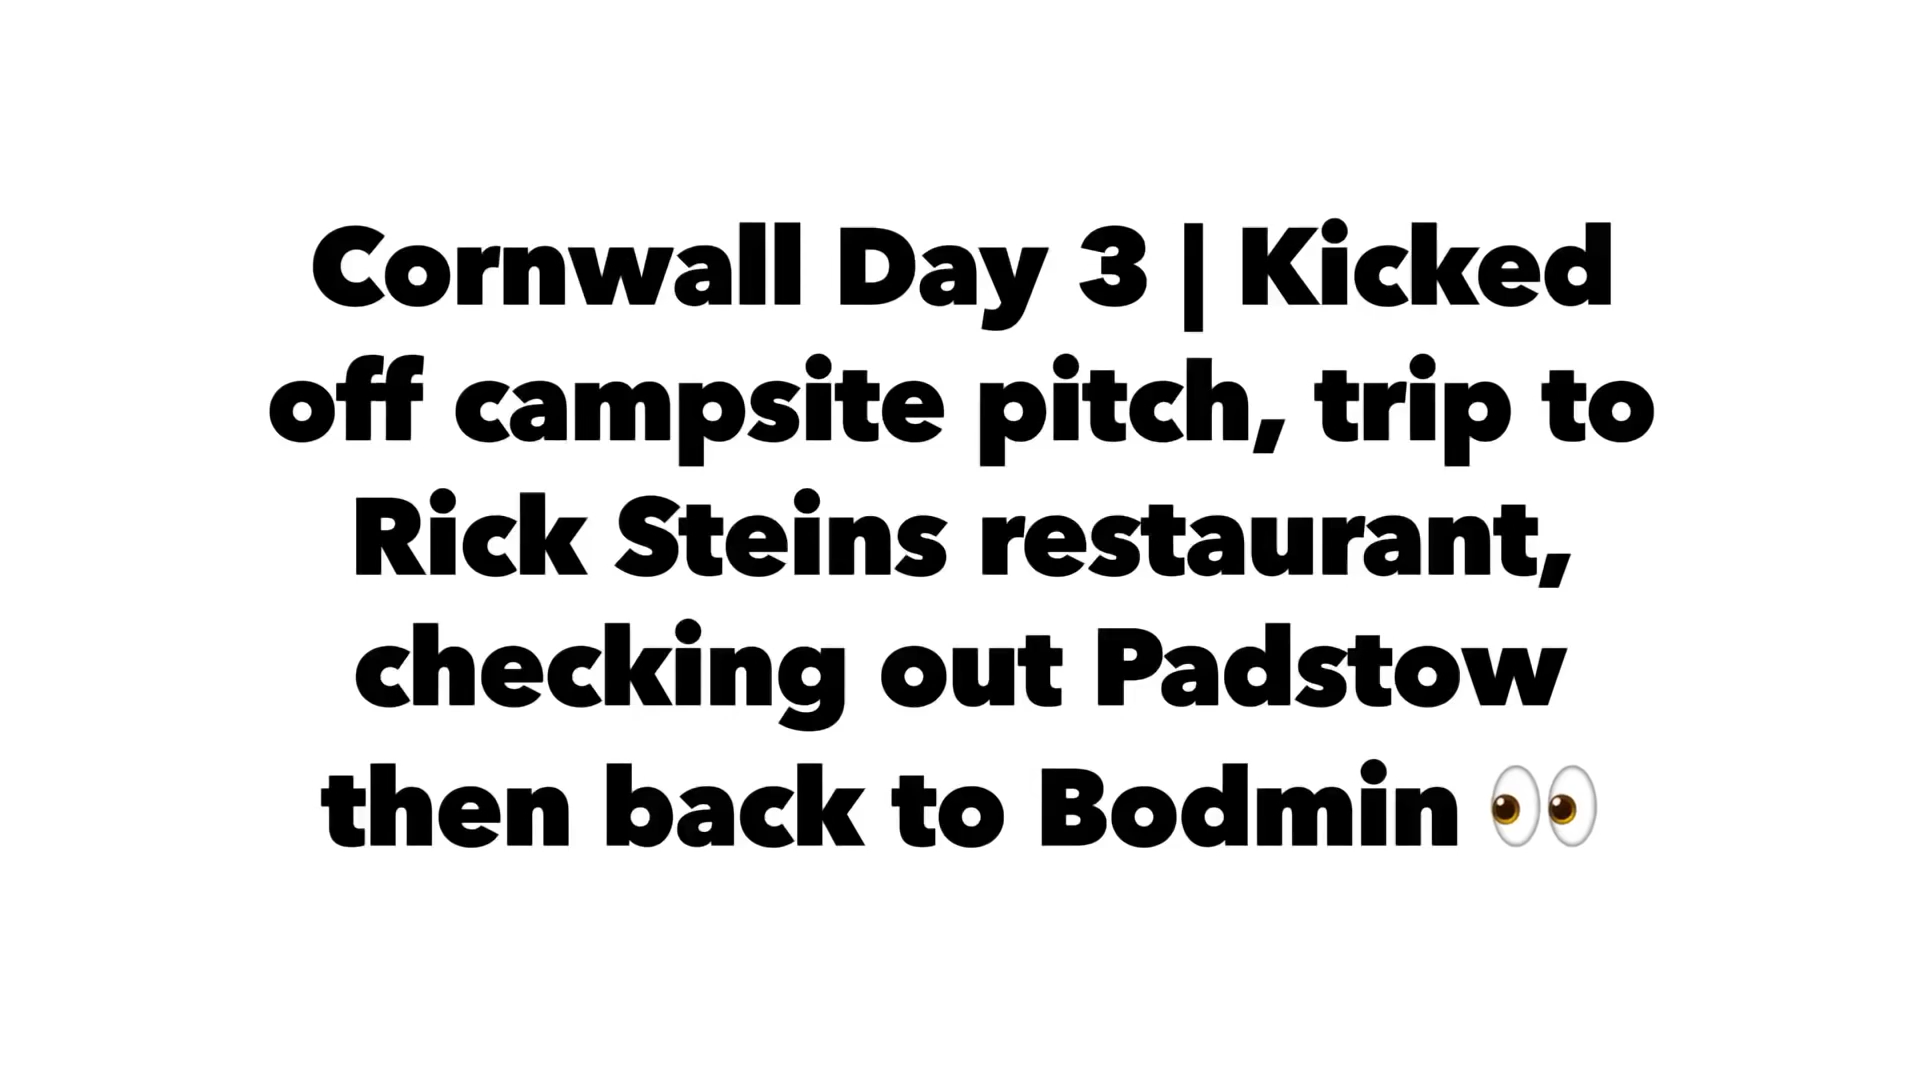 Cornwall Day 3 | Kicked
off campsite pitch, trip to
Rick Steins restaurant,
checking out Padstow
then back to Bodmin 👀